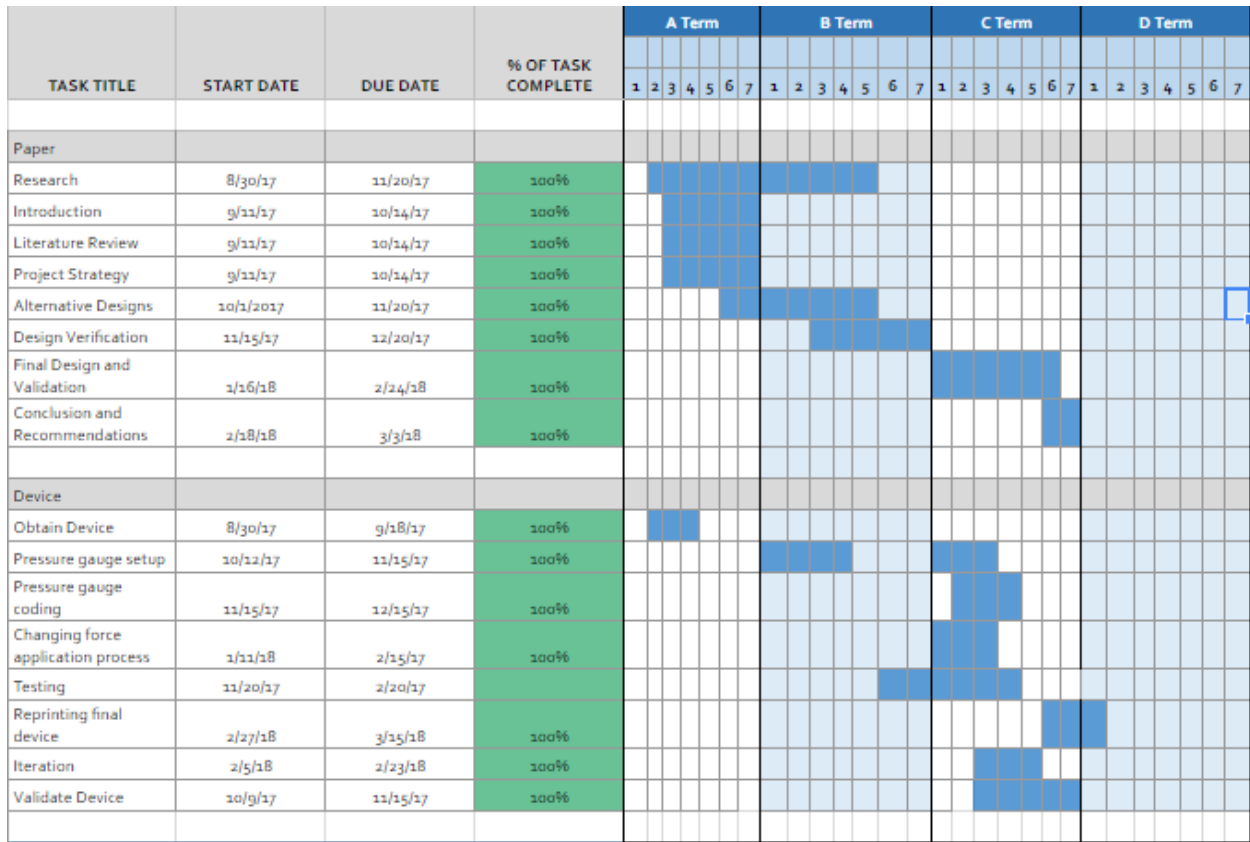 A Term B Term C Term D Term
% OF TASK
TASK TITLE START DATE DUE DATE COMPLETE 1 2 3 4 5 6 7 1 2 3 4 5 6 7 1 2 3 4 5 6 7 1 2 3 4 5 6 7
Paper
Research 8/30/17 11/20/17 100%
Introduction 9/11/17 10/14/17 100%
Literature Review 9/11/17 10/14/17 100%
Project Strategy 9/11/17 10/14/17 100%
Alternative Designs 10/1/2017 11/20/17 100%
Design Verification 11/15/17 12/20/17 100%
Final Design and
Validation 1/16/18 2/24/18 100%
Conclusion and
Recommendations 2/18/18 3/3/18 100%
Device
Obtain Device 8/30/17 9/18/17 100%
Pressure gauge setup 10/12/17 11/15/17 100%
Pressure gauge
coding 11/15/17 12/15/17 100%
Changing force
application process 1/11/18 2/15/17 100%
Testing 11/20/17 2/20/17
Reprinting final
device 2/27/18 3/15/18 100%
Iteration 2/5/18 2/23/18 100%
Validate Device 10/9/17 11/15/17 100%